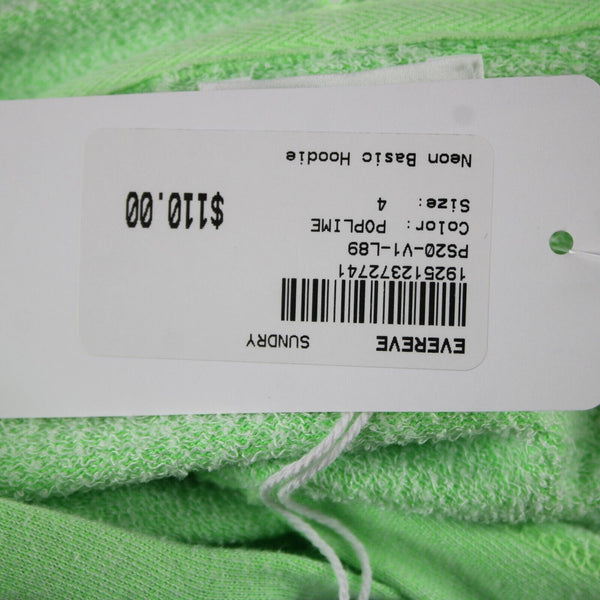 EVEREVE SUNDRY
192512372741
PS20-V1-L89
Color: POPLIME
Size: 4
$110.00
Neon Basic Hoodie